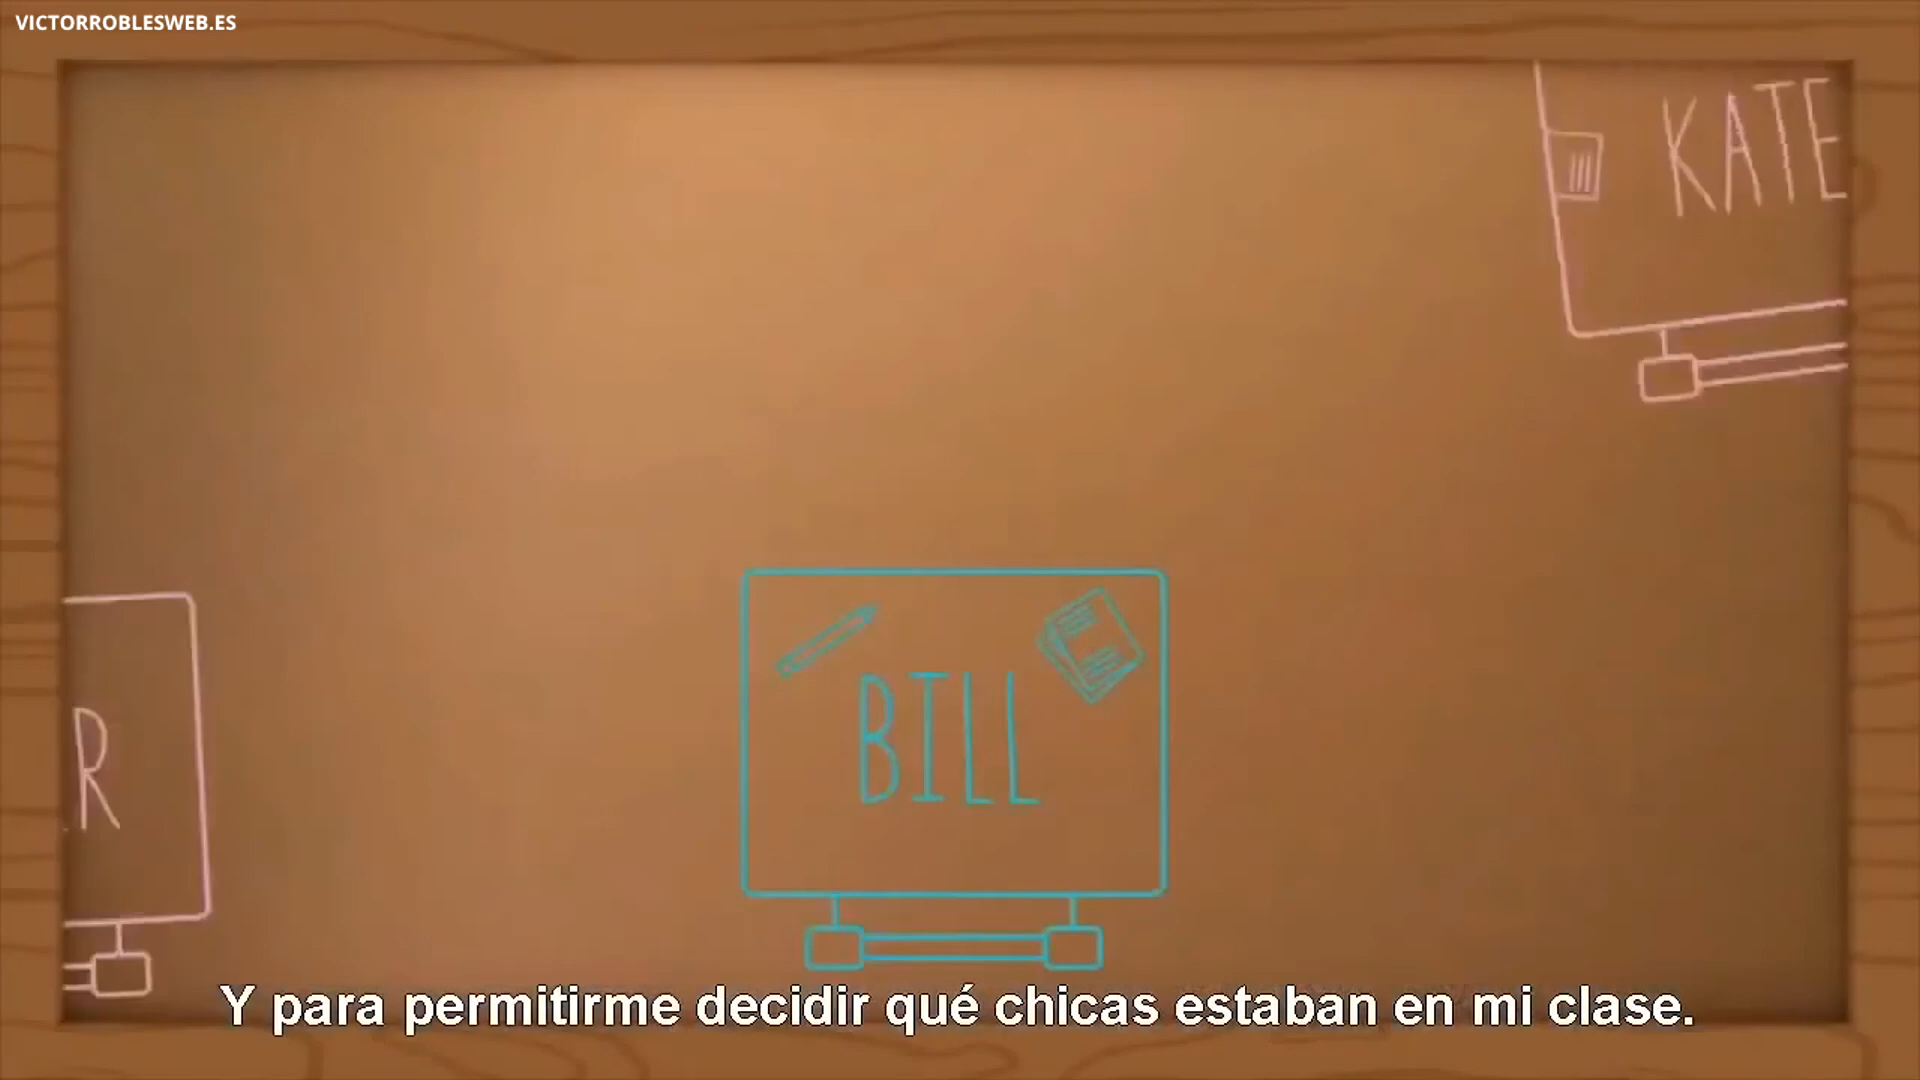 VICTORROBLESWEB.ES
KATE
R
BILL
Y para permitirme decidir qué chicas estaban en mi clase.